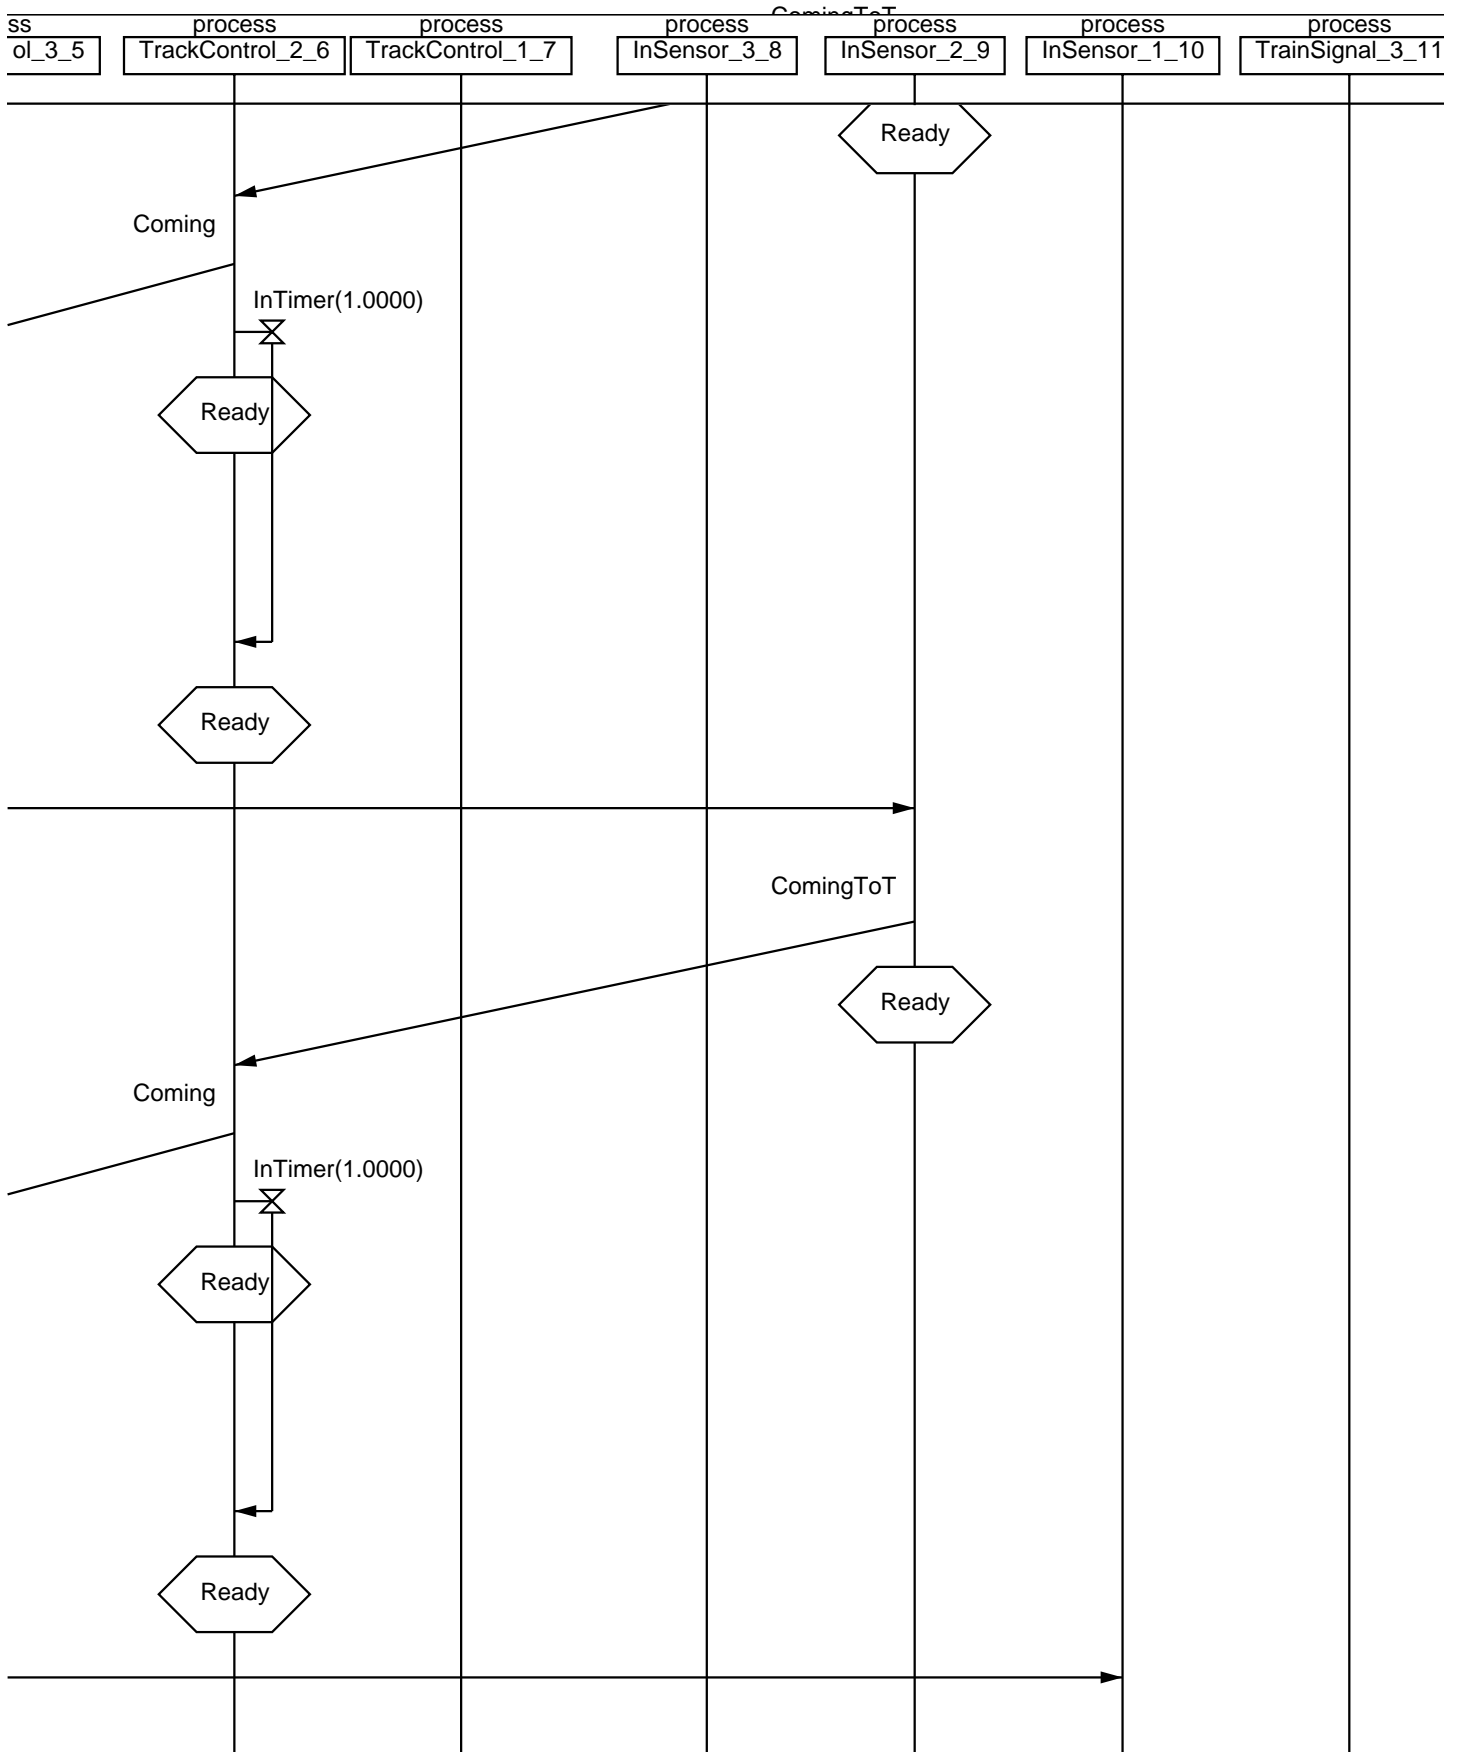 ComingToT
ss process process process process process process
ol_3_5 TrackControl_2_6 TrackControl_1_7 InSensor_3_8 InSensor_2_9 InSensor_1_10 TrainSignal_3_11
Ready
Coming
InTimer(1.0000)
Ready
Ready
ComingToT
Ready
Coming
InTimer(1.0000)
Ready
Ready